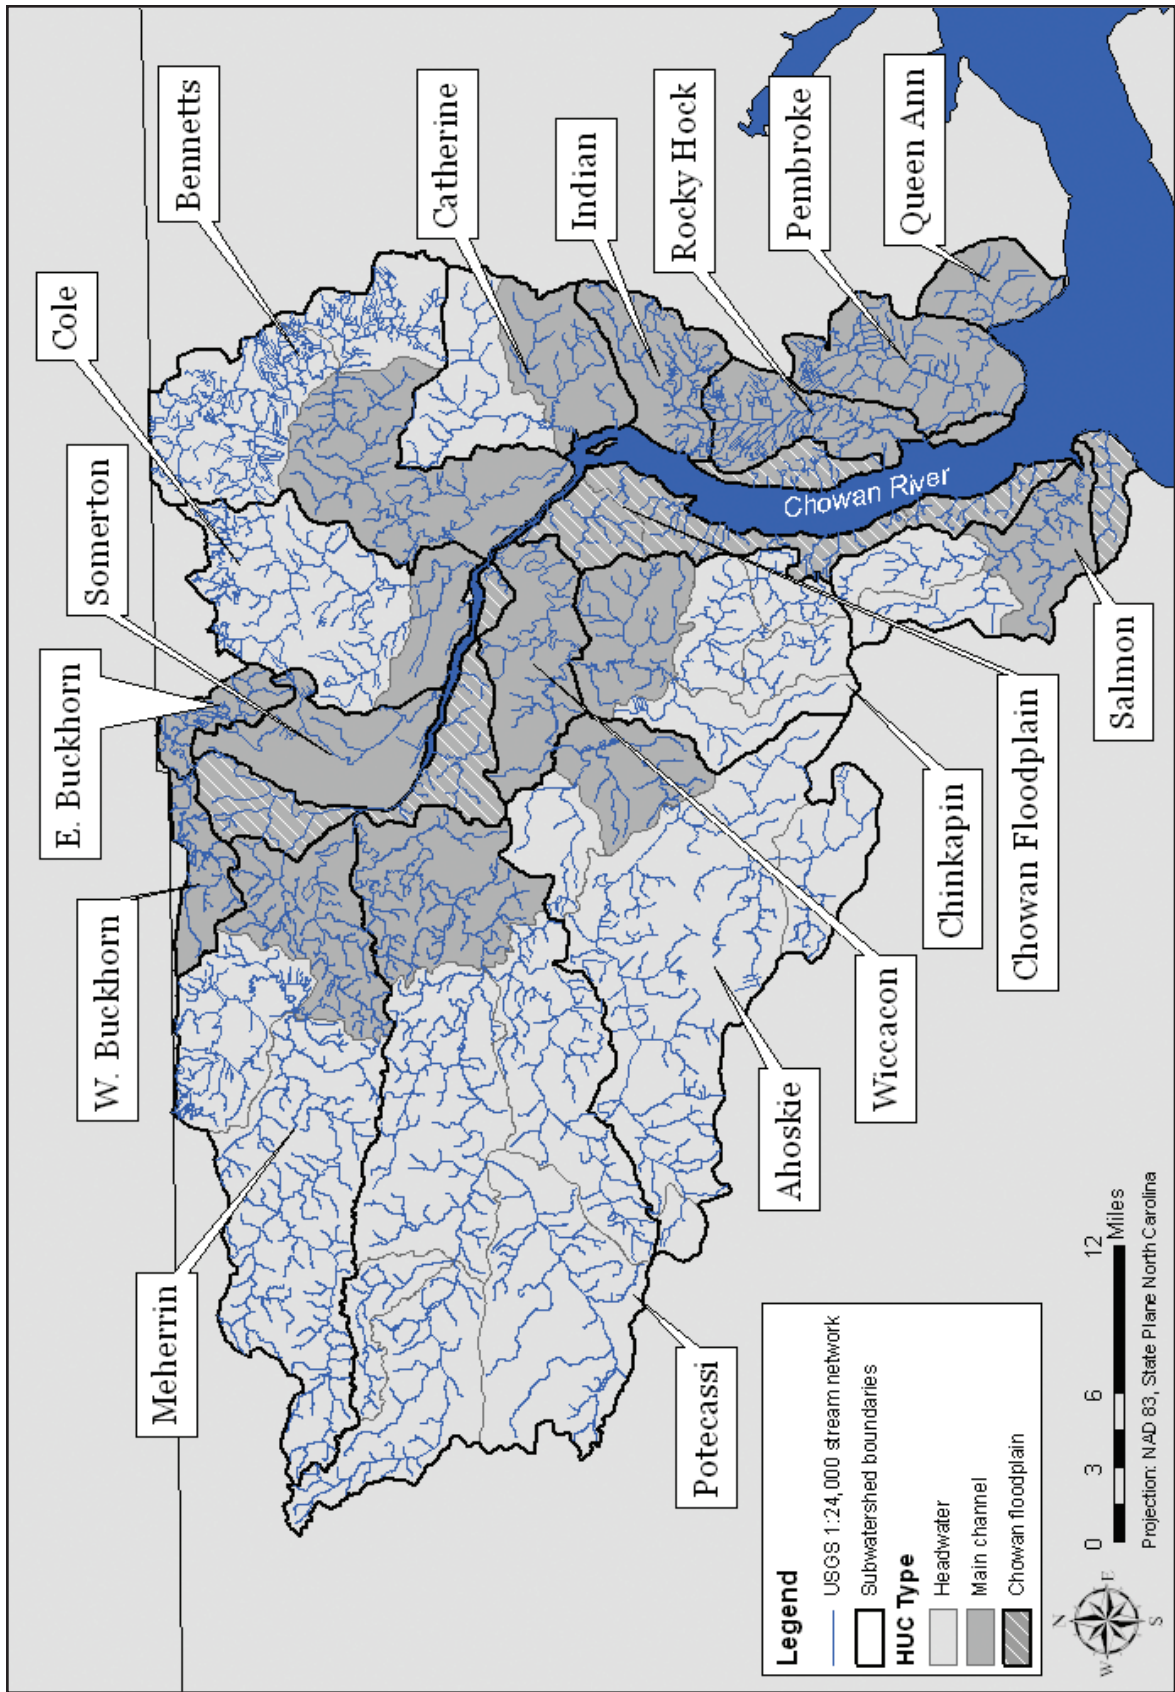 Bennetts
Cole
Somerton
E. Buckhorn
W. Buckhorn
Meherrin
Catherine
Indian
Rocky Hock
Pembroke
Queen Ann
Chowan River
Salmon
Chowan Floodplain
Chinkapin
Wiccacon
Ahoskie
Potecassi
Legend
USGS 1:24,000 stream network
Subwatershed boundaries
HUC Type
Headwater
Main channel
Chowan floodplain
N
W
E
S
0 3 6 12
Miles
Projection: NAD 83, State Plane North Carolina